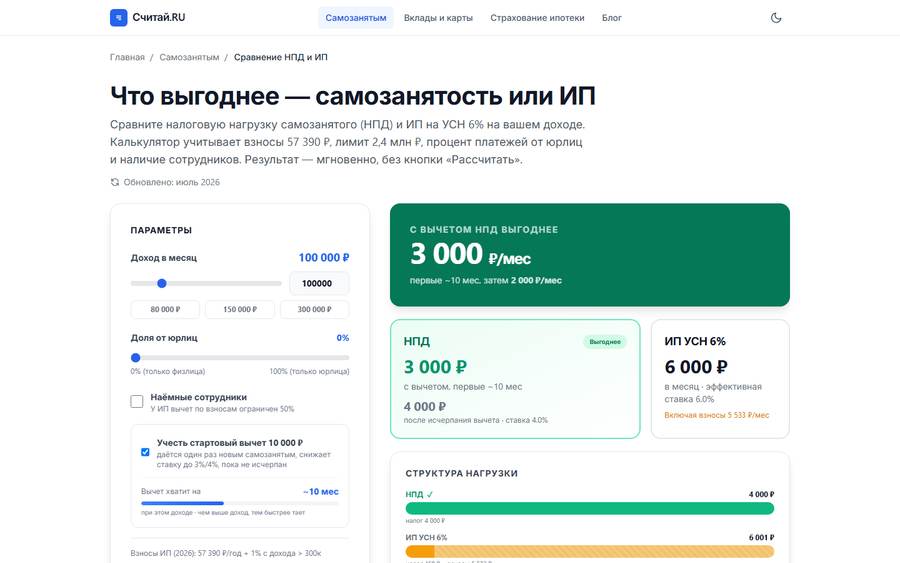 Считай.RU
Самозанятым
Вклады и карты
Страхование ипотеки
Блог
Главная / Самозанятым / Сравнение НПД и ИП
Что выгоднее — самозанятость или ИП
Сравните налоговую нагрузку самозанятого (НПД) и ИП на УСН 6% на вашем доходе.
Калькулятор учитывает взносы 57 390 ₽, лимит 2,4 млн ₽, процент платежей от юрлиц
и наличие сотрудников. Результат — мгновенно, без кнопки «Рассчитать».
Обновлено: июль 2026
ПАРАМЕТРЫ
Доход в месяц
100 000 ₽
100000
80 000 ₽
150 000 ₽
300 000 ₽
Доля от юрлиц
0%
0% (только физлица)
100% (только юрлица)
Наёмные сотрудники
У ИП вычет по взносам ограничен 50%
Учесть стартовый вычет 10 000 ₽
даётся один раз новым самозанятым, снижает
ставку до 3%/4%, пока не исчерпан
Вычет хватит на
~10 мес
при этом доходе · чем выше доход, тем быстрее тает
Взносы ИП (2026): 57 390 ₽/год + 1% с дохода > 300к
С ВЫЧЕТОМ НПД ВЫГОДНЕЕ
3 000 ₽/мес
первые ~10 мес, затем 2 000 ₽/мес
НПД
Выгоднее
3 000 ₽
с вычетом, первые ~10 мес
4 000 ₽
после исчерпания вычета · ставка 4.0%
ИП УСН 6%
6 000 ₽
в месяц · эффективная
ставка 6.0%
Включая взносы 5 533 ₽/мес
СТРУКТУРА НАГРУЗКИ
НПД ✓
4 000 ₽
налог 4 000 ₽
ИП УСН 6%
6 001 ₽